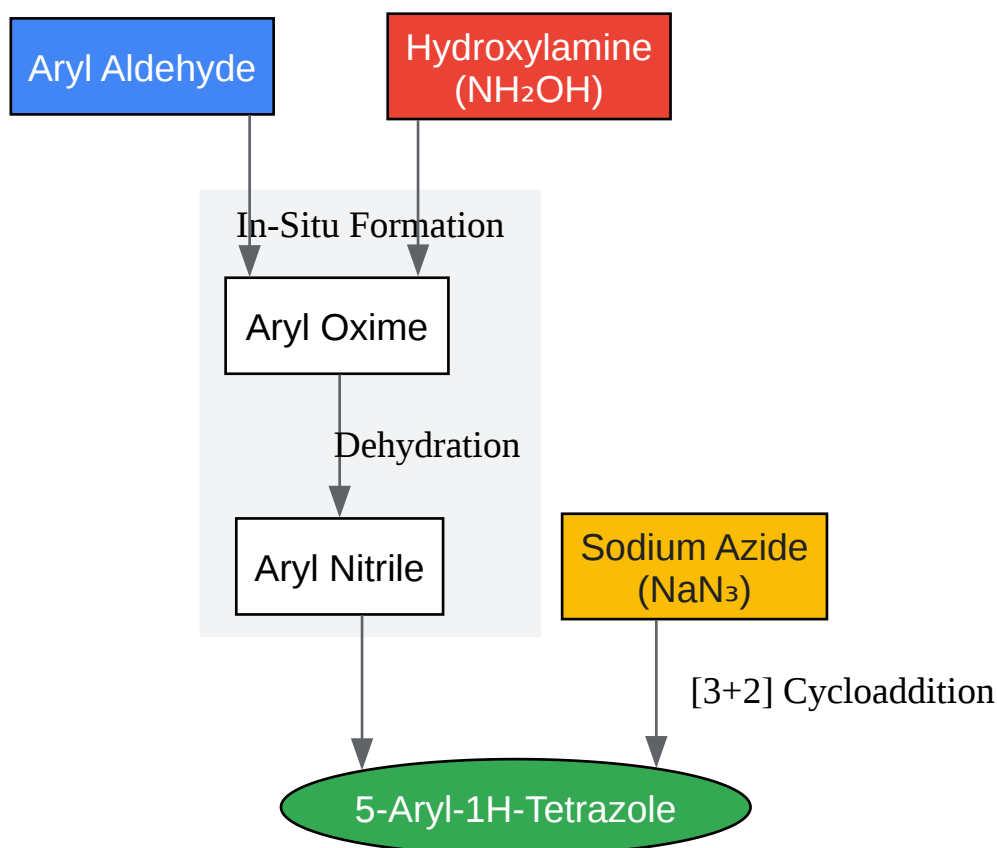 Aryl Aldehyde
Hydroxylamine
(NH₂OH)
In-Situ Formation
Aryl Oxime
Dehydration
Aryl Nitrile
Sodium Azide
(NaN₃)
[3+2] Cycloaddition
5-Aryl-1H-Tetrazole